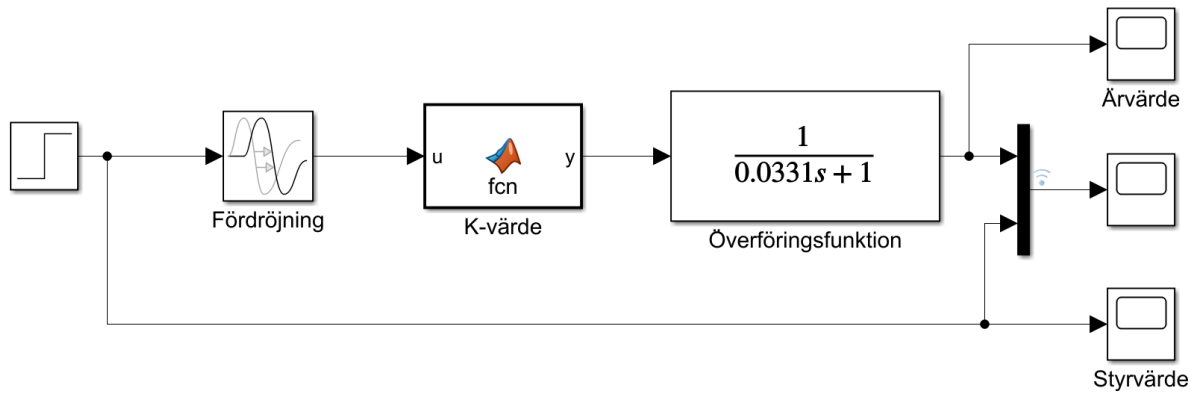 Ärvärde
u
y
fcn
1
0.0331s + 1
Fördröjning
K-värde
Överföringsfunktion
Styrvärde